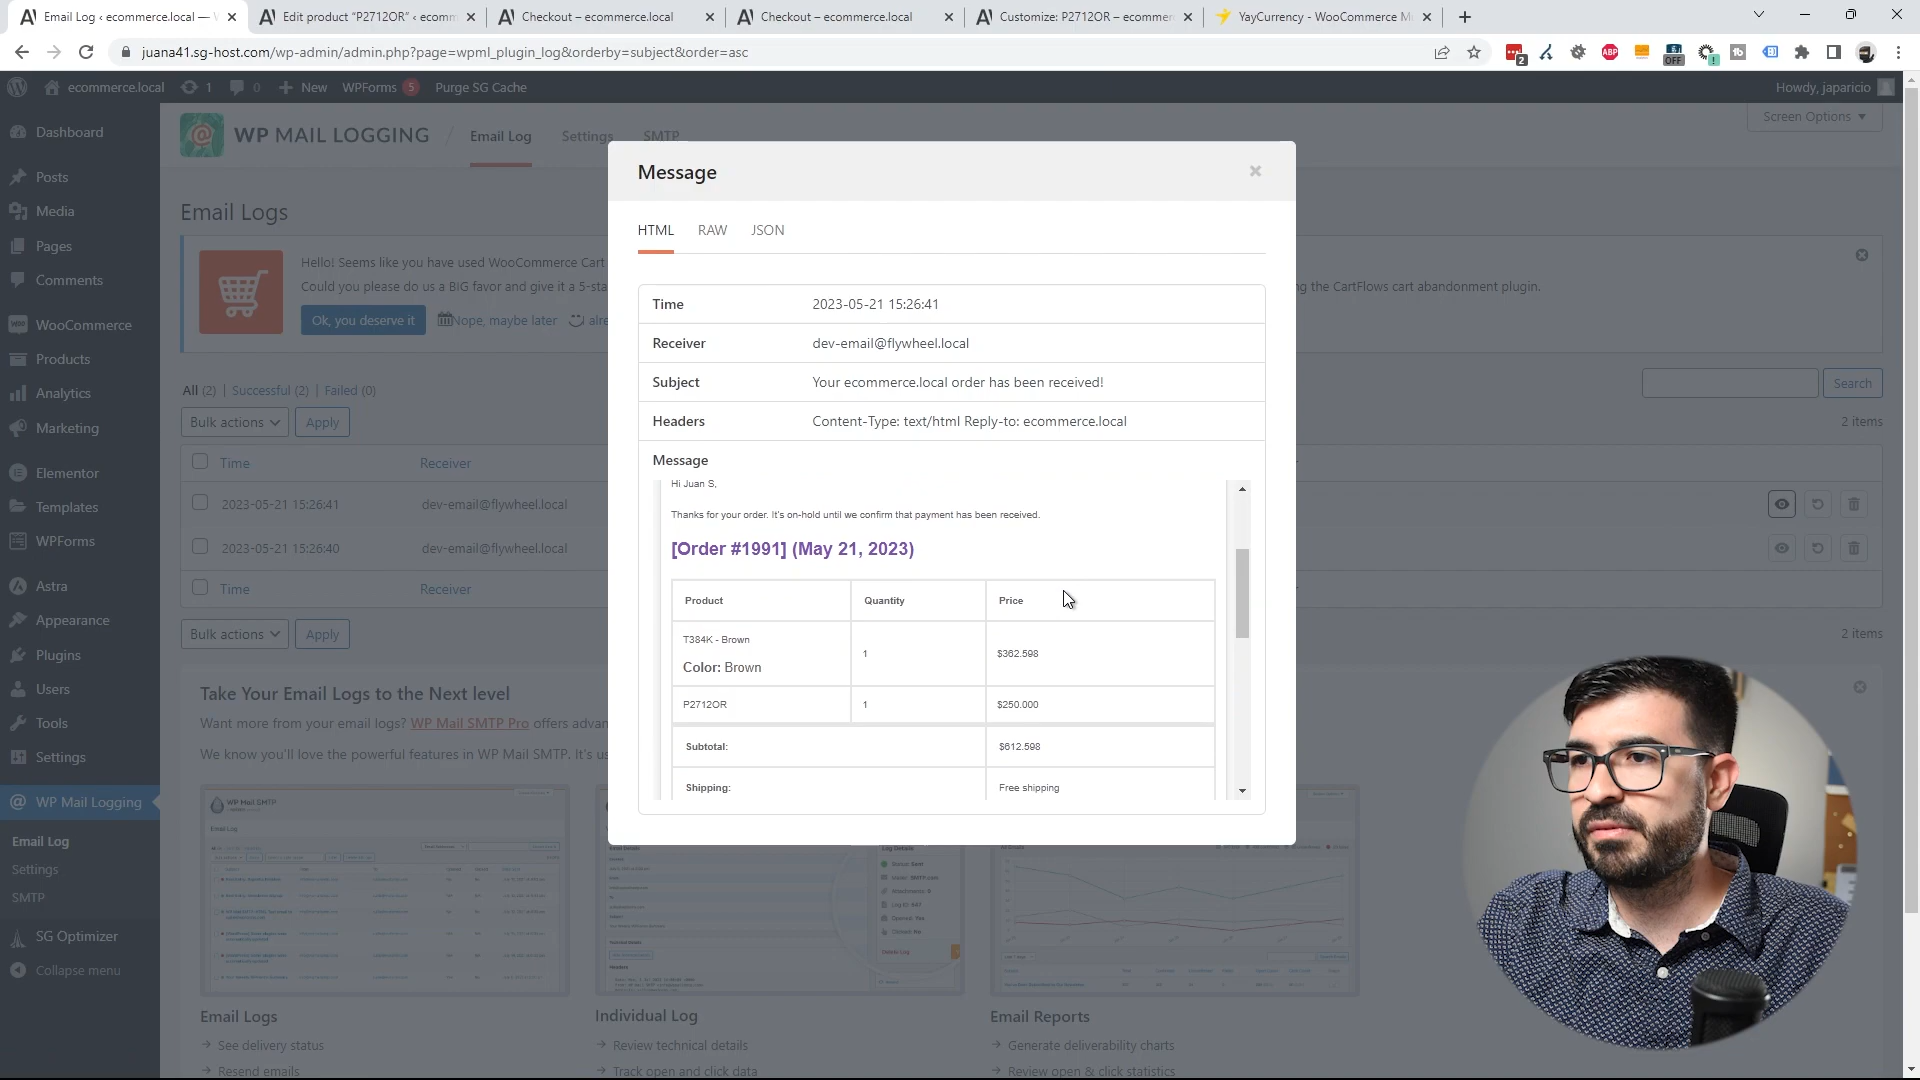 Email Log ‹ ecommerce.local —
Edit product “P2712OR” ‹ ecomm
Checkout – ecommerce.local
Checkout – ecommerce.local
Customize: P2712OR – ecommer
YayCurrency - WooCommerce M
juana41.sg-host.com/wp-admin/admin.php?page=wpml_plugin_log&orderby=subject&order=asc
ecommerce.local
1
0
New
WPForms
5
Purge SG Cache
Howdy, japaricio
Screen Options
WP MAIL LOGGING
Email Log
Settings
SMTP
Dashboard
Posts
Media
Pages
Comments
WooCommerce
Products
Analytics
Marketing
Elementor
Templates
WPForms
Astra
Appearance
Plugins
Users
Tools
Settings
WP Mail Logging
Email Log
Settings
SMTP
SG Optimizer
Collapse menu
Email Logs
Hello! Seems like you have used WooCommerce Cart
Could you please do us a BIG favor and give it a 5-sta
ng the CartFlows cart abandonment plugin.
Ok, you deserve it
Nope, maybe later
alre
All (2) | Successful (2) | Failed (0)
Search
Bulk actions
Apply
2 items
Time
Receiver
2023-05-21 15:26:41
dev-email@flywheel.local
2023-05-21 15:26:40
dev-email@flywheel.local
Time
Receiver
Bulk actions
Apply
2 items
Take Your Email Logs to the Next level
Want more from your email logs? WP Mail SMTP Pro offers advan
We know you'll love the powerful features in WP Mail SMTP. It's us
Email Logs
See delivery status
Resend emails
Individual Log
Review technical details
Track open and click data
Email Reports
Generate deliverability charts
Review open & click statistics
Message
HTML
RAW
JSON
Time
2023-05-21 15:26:41
Receiver
dev-email@flywheel.local
Subject
Your ecommerce.local order has been received!
Headers
Content-Type: text/html Reply-to: ecommerce.local
Message
Hi Juan S,
Thanks for your order. It's on-hold until we confirm that payment has been received.
[Order #1991] (May 21, 2023)
Product
Quantity
Price
T384K - Brown
Color: Brown
1
$362.598
P2712OR
1
$250.000
Subtotal:
$612.598
Shipping:
Free shipping